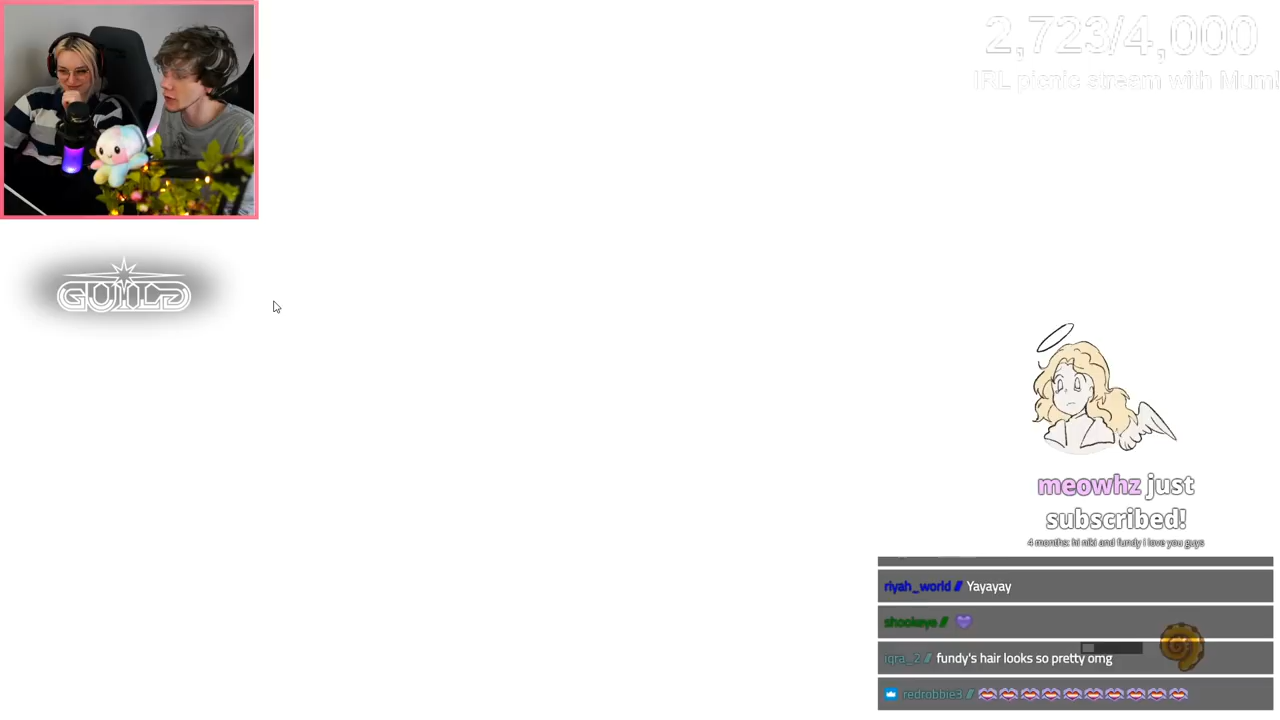 2,723/4,000
IRL picnic stream with Mum!
GUILD
meowhz just
subscribed!
4 months: hi niki and fundy i love you guys
riyah_world // Yayayay
shookeye //
iqra_2 // fundy's hair looks so pretty omg
redrobbie3 //